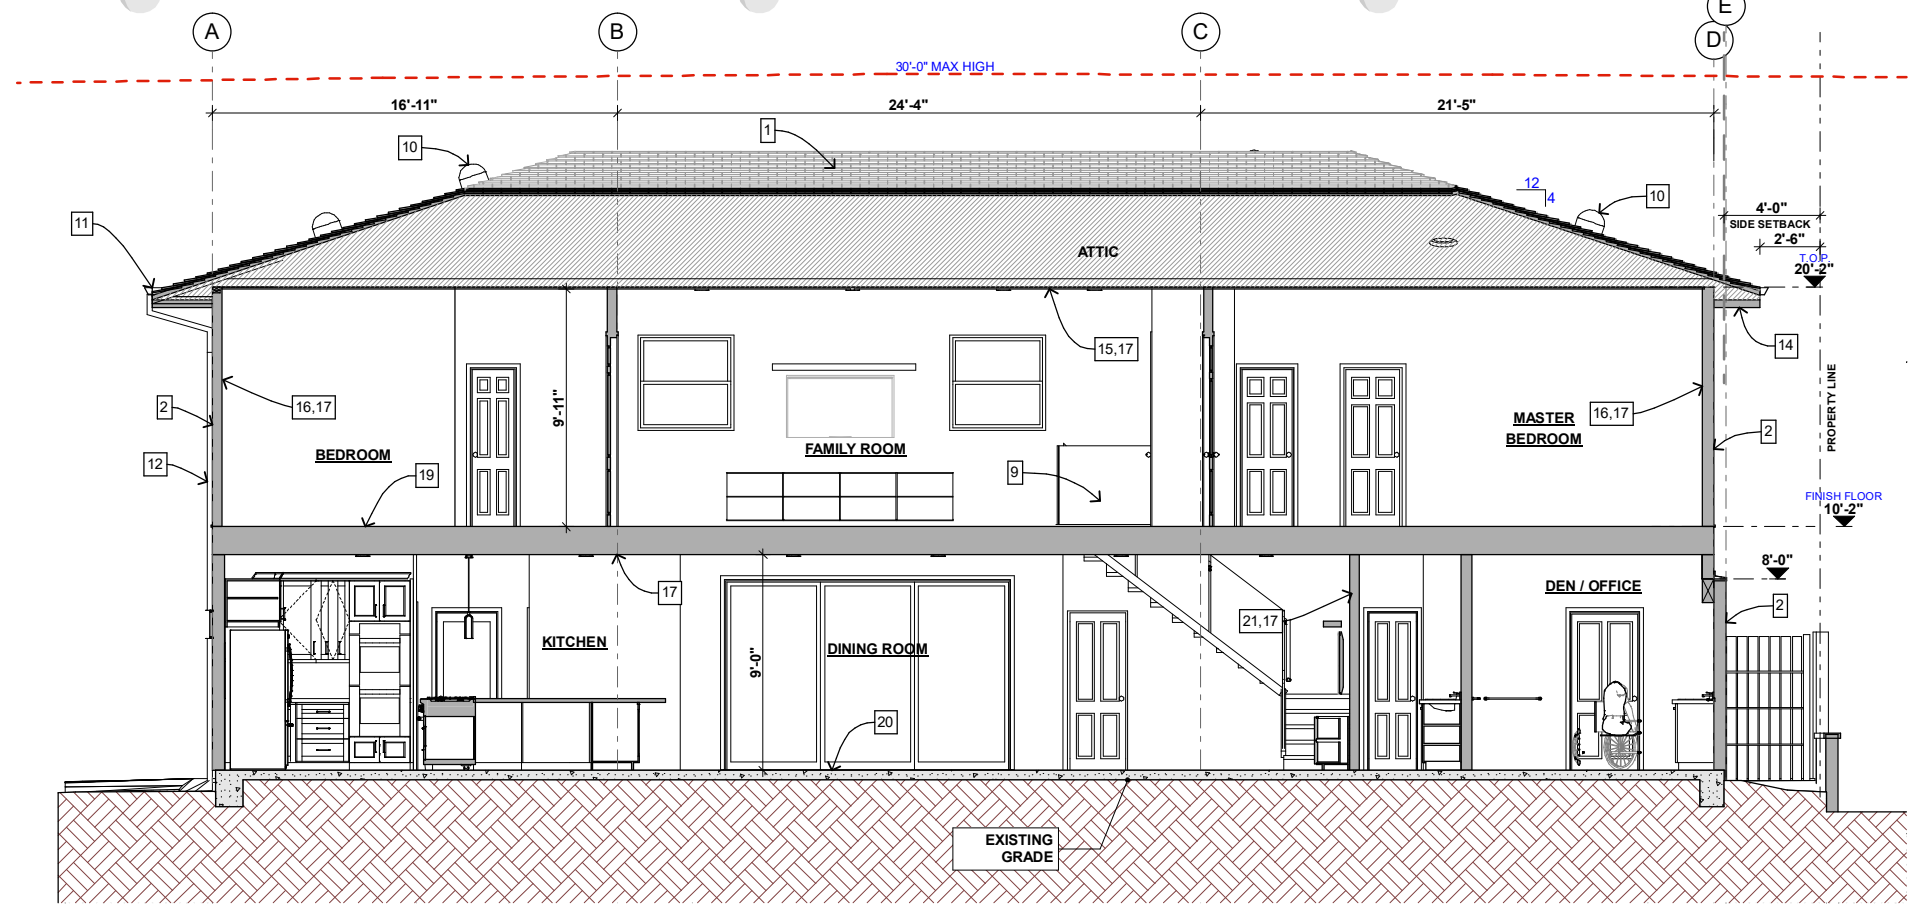 A
B
C
E
D
30'-0" MAX HIGH
16'-11"
24'-4"
21'-5"
1
10
12
4
10
11
4'-0"
SIDE SETBACK
2'-6"
ATTIC
T.O.P.
20'-2"
15,17
14
16,17
2
9'-11"
MASTER
BEDROOM
16,17
PROPERTY LINE
2
BEDROOM
FAMILY ROOM
12
19
9
FINISH FLOOR
10'-2"
8'-0"
17
DEN / OFFICE
21,17
2
KITCHEN
DINING ROOM
9'-0"
20
EXISTING
GRADE